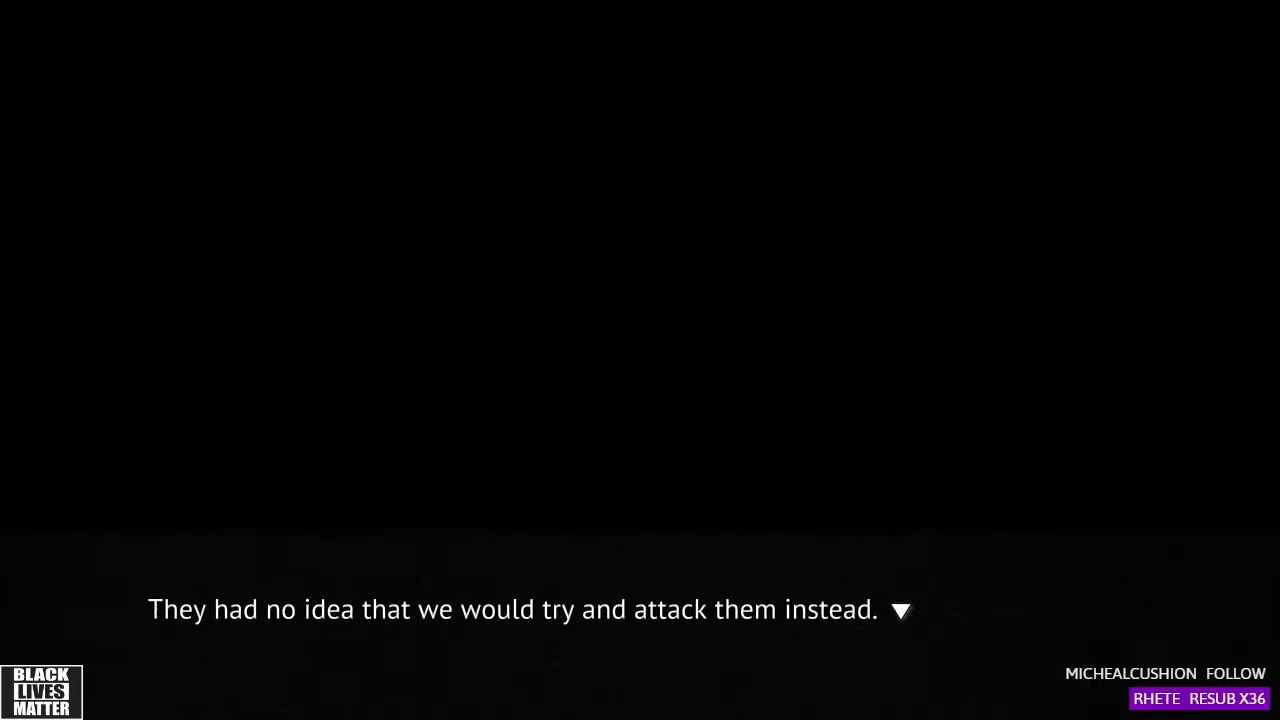 They had no idea that we would try and attack them instead.
BLACK
LIVES
MATTER
MICHEALCUSHION FOLLOW
RHETE RESUB X36